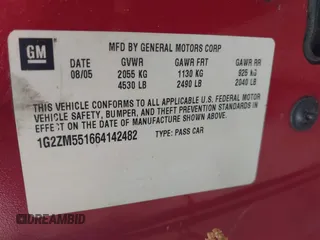 GM
MFD BY GENERAL MOTORS CORP
DATE GVWR GAWR FRT GAWR RR
08/05 2055 KG 1130 KG 925 KG
4530 LB 2490 LB 2040 LB
THIS VEHICLE CONFORMS TO ALL APPLICABLE U.S. FEDERAL MOTOR
VEHICLE SAFETY, BUMPER, AND THEFT PREVENTION STANDARDS IN
EFFECT ON THE DATE OF MANUFACTURE SHOWN ABOVE.
1G2ZM551664142482 TYPE: PASS CAR
DREAMBID